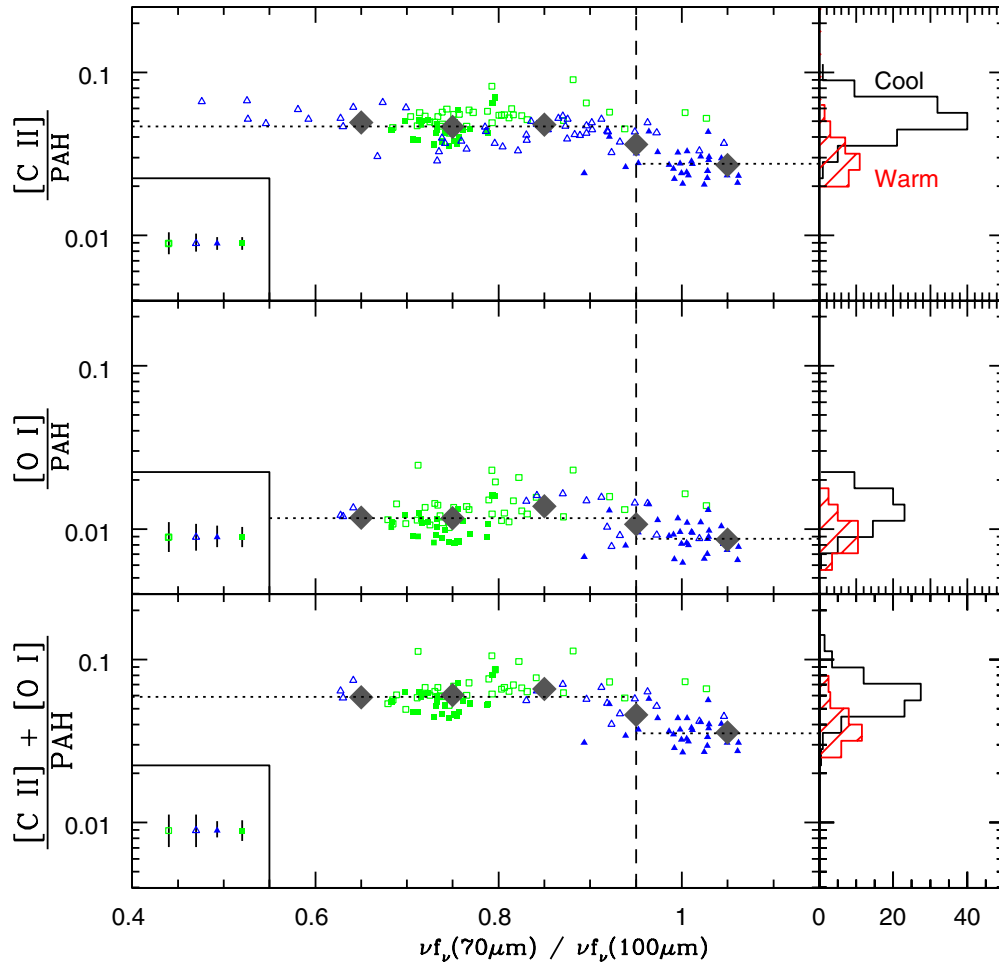 [C II]
PAH
0.1
0.01
Cool
Warm
[O I]
PAH
0.1
0.01
[C II] + [O I]
PAH
0.1
0.01
0.4
0.6
0.8
1
0
20
40
νfν(70μm) / νfν(100μm)